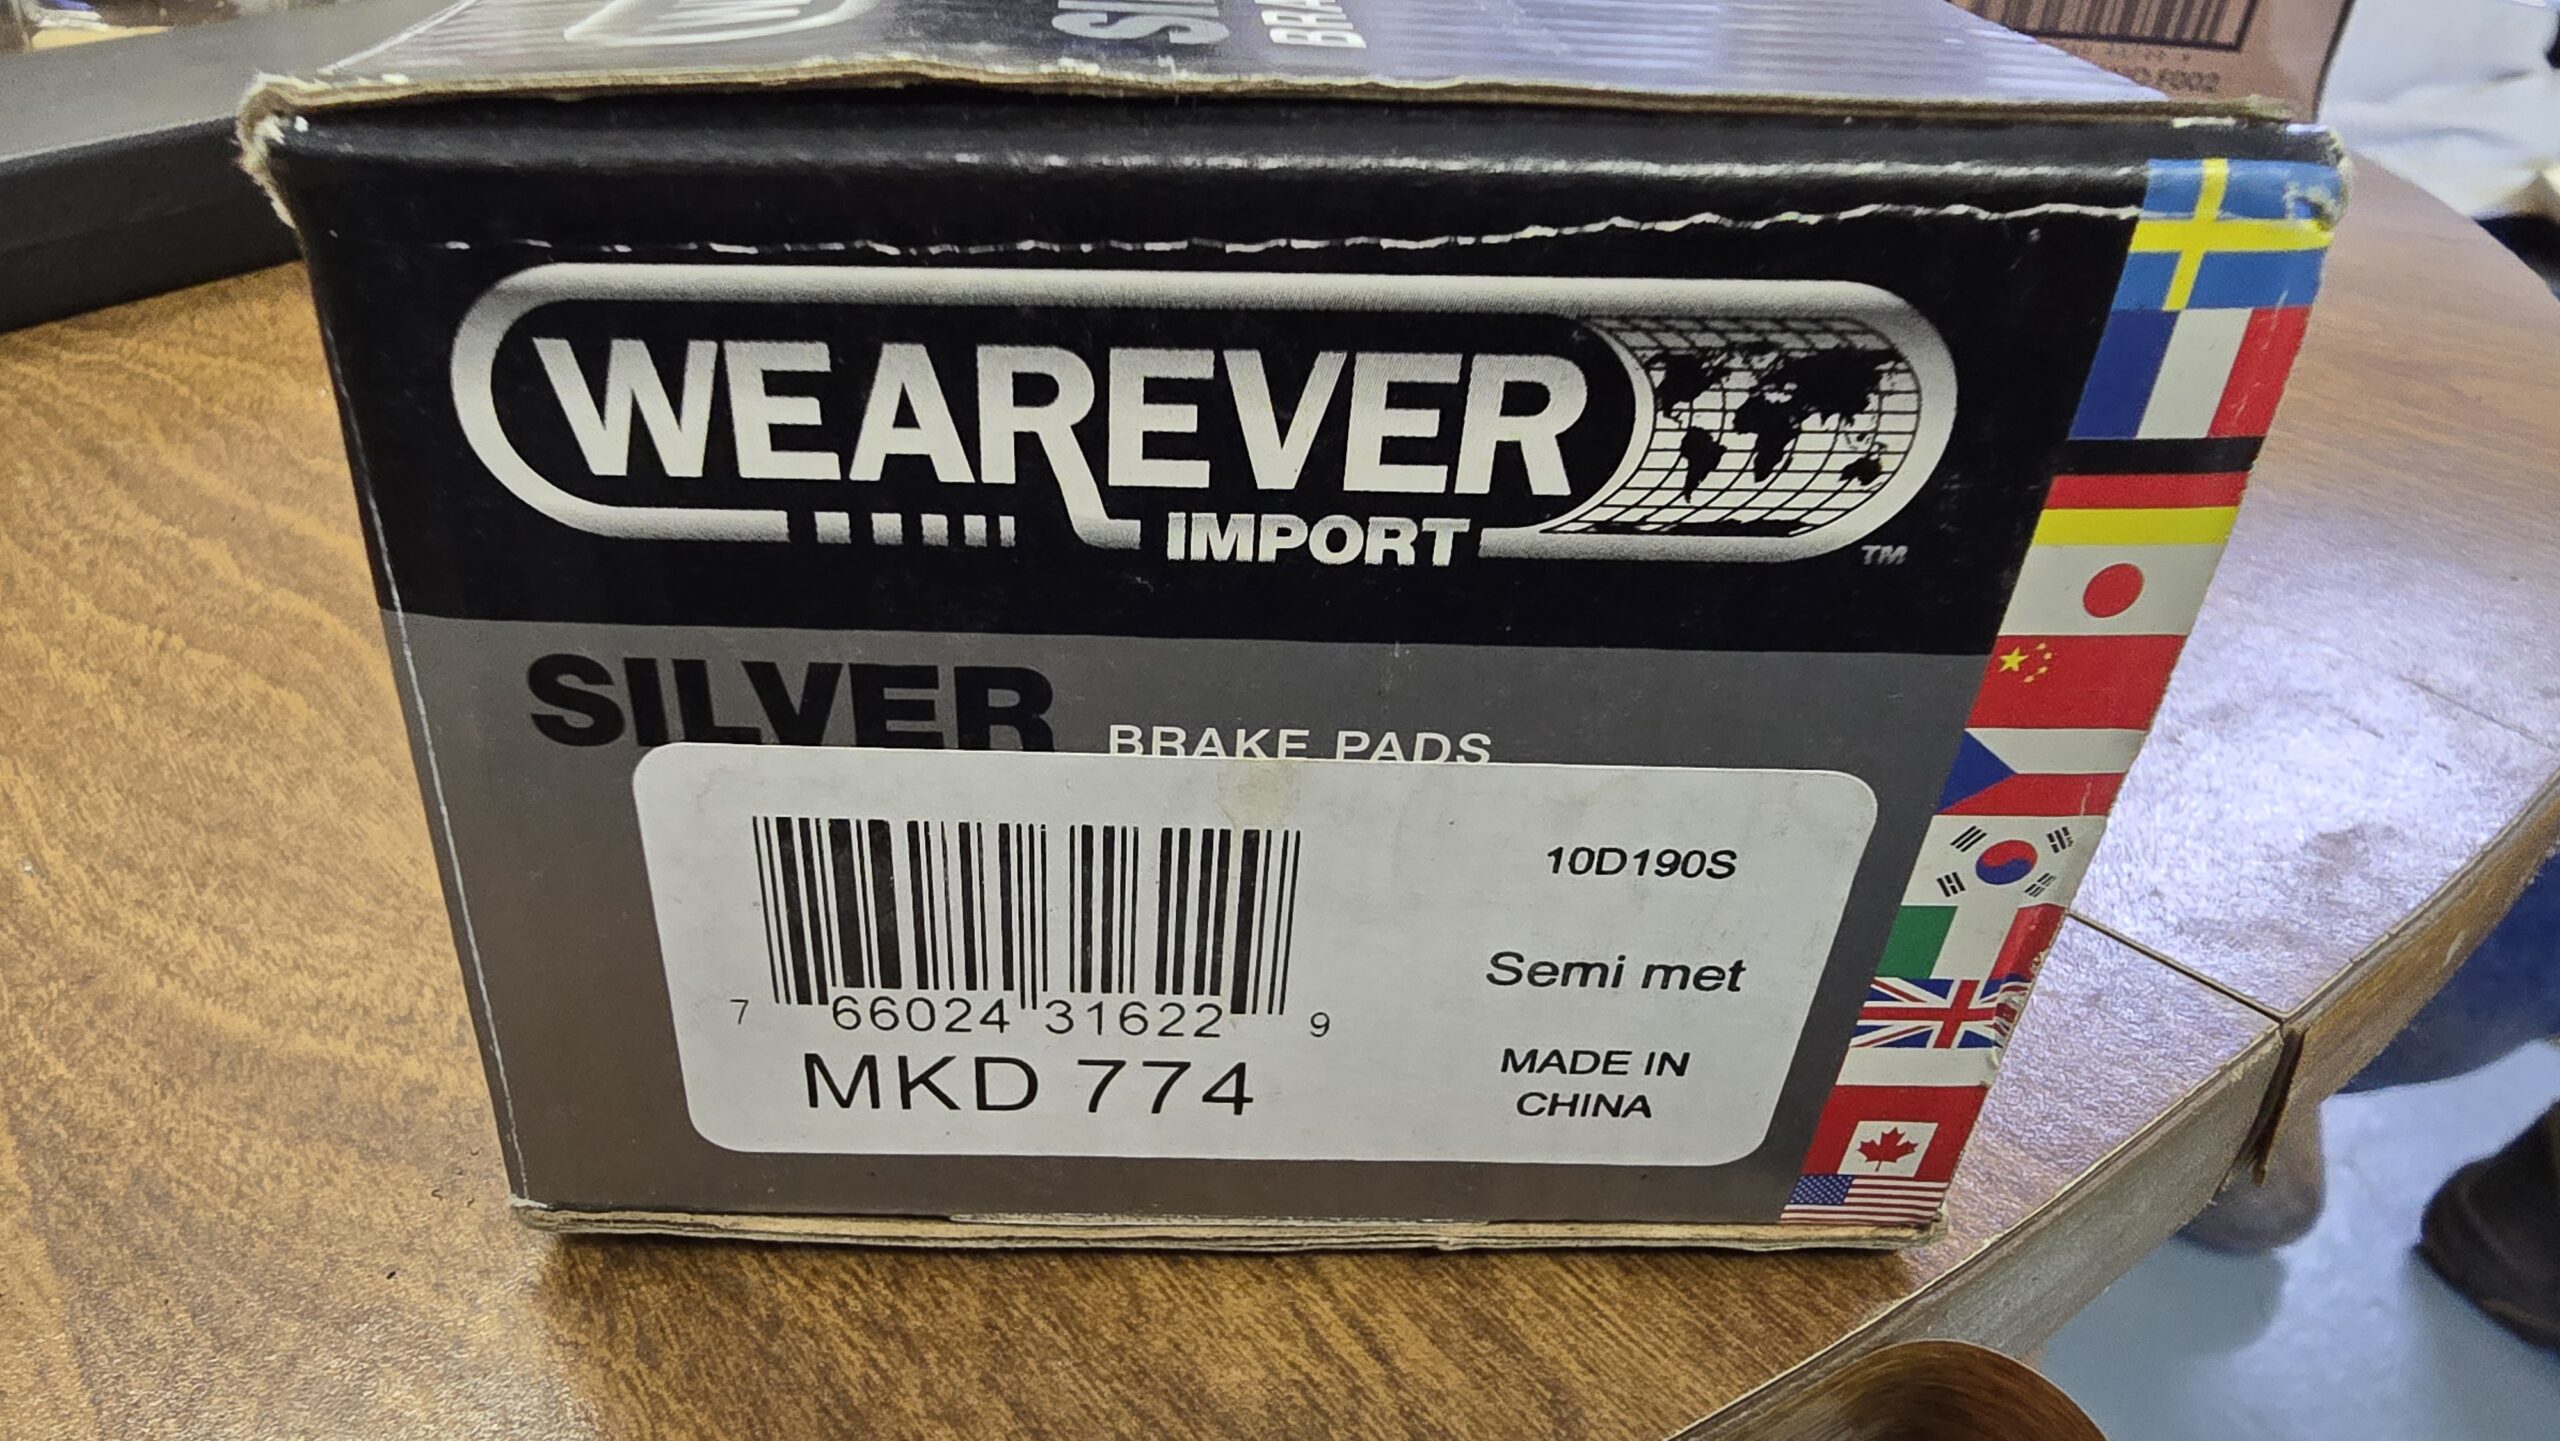 WEAREVER
IMPORT
TM
SILVER
BRAKE PADS
10D190S
7 66024 31622 9
Semi met
MKD 774
MADE IN
CHINA